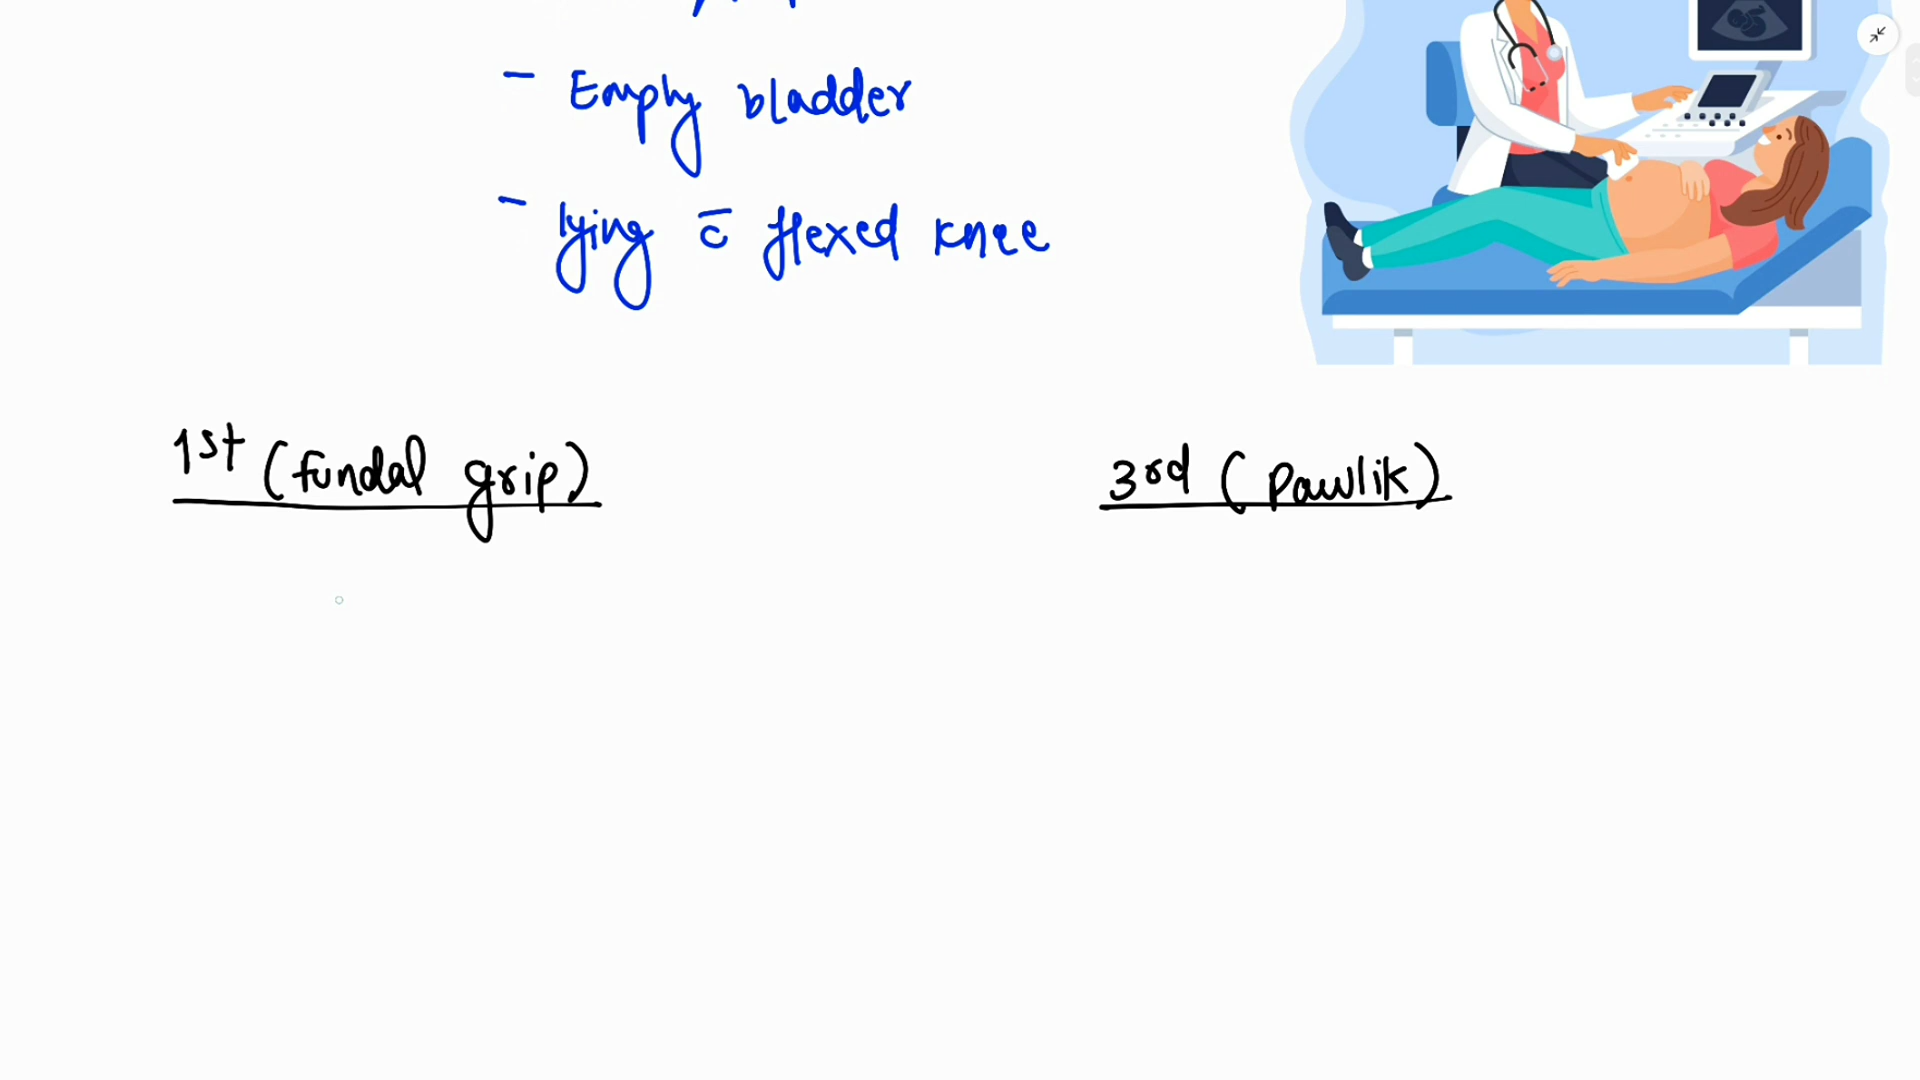 - Empty bladder
- lying c̄ flexed knee
1st (fundal grip)
3rd (pawlik)